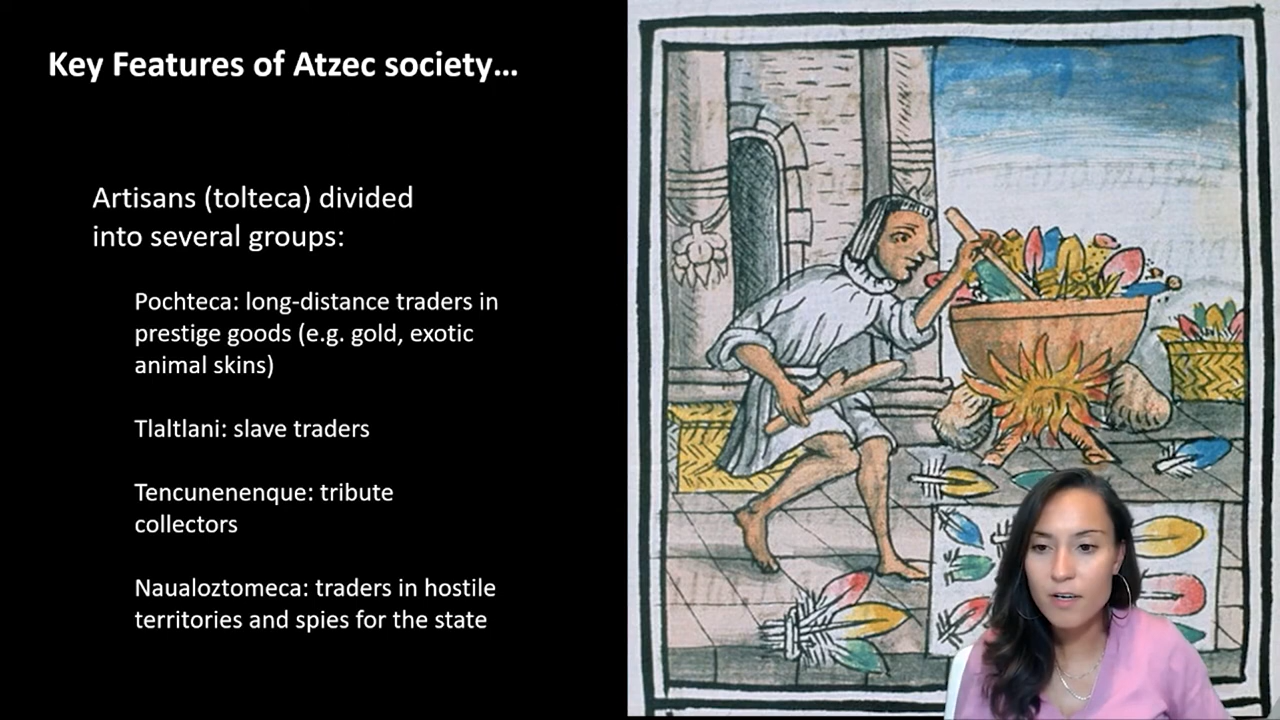 Key Features of Atzec society...
Artisans (tolteca) divided
into several groups:
Pochteca: long-distance traders in
prestige goods (e.g. gold, exotic
animal skins)
Tlaltlani: slave traders
Tencunenenque: tribute
collectors
Naualoztomeca: traders in hostile
territories and spies for the state